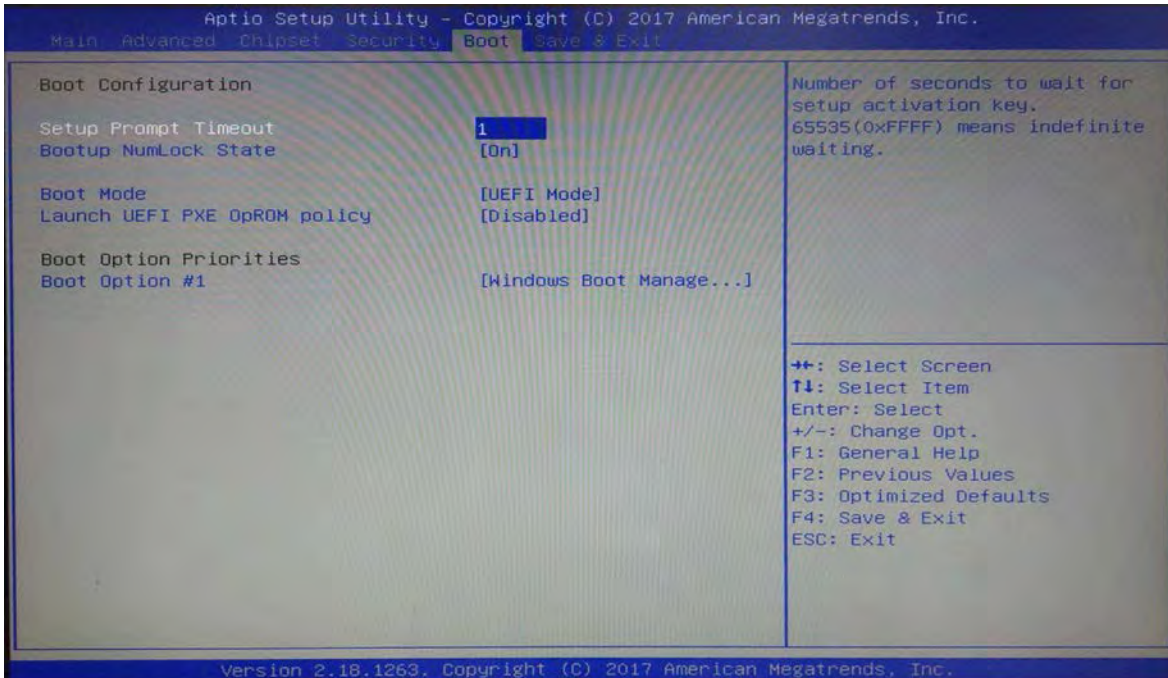 Aptio Setup Utility - Copyright (C) 2017 American Megatrends, Inc.
Main Advanced Chipset Security Boot Save & Exit
Boot Configuration
Setup Prompt Timeout 1
Bootup NumLock State [On]
Boot Mode [UEFI Mode]
Launch UEFI PXE OpROM policy [Disabled]
Boot Option Priorities
Boot Option #1 [Windows Boot Manage...]
Number of seconds to wait for
setup activation key.
65535(0xFFFF) means indefinite
waiting.
→←: Select Screen
↑↓: Select Item
Enter: Select
+/-: Change Opt.
F1: General Help
F2: Previous Values
F3: Optimized Defaults
F4: Save & Exit
ESC: Exit
Version 2.18.1263. Copyright (C) 2017 American Megatrends, Inc.